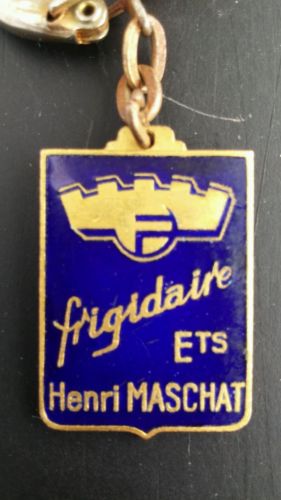 F
frigidaire
ETS
Henri MASCHAT